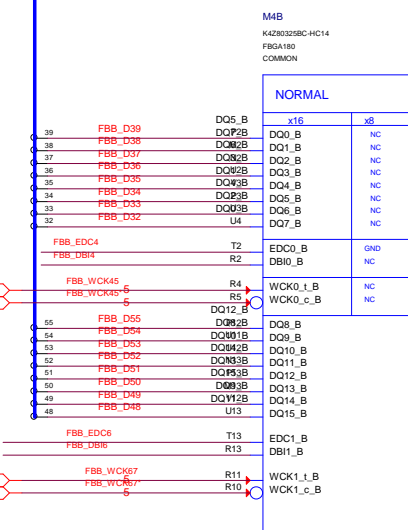 M4B
K4Z80325BC-HC14
FBGA180
COMMON
NORMAL
x16 x8
DQ5_B
39 FBB_D39 DQ0_B NC
38 FBB_D38 DQ1_B NC
37 FBB_D37 DQ2_B NC
36 FBB_D36 DQ3_B NC
35 FBB_D35 DQ4_B NC
34 FBB_D34 DQ5_B NC
33 FBB_D33 DQ6_B NC
32 FBB_D32 U4 DQ7_B NC
FBB_EDC4 T2 EDC0_B GND
FBB_DBI4 R2 DBI0_B NC
FBB_WCK45 R4 WCK0_t_B NC
FBB_WCK45* 5 R5 WCK0_c_B NC
DQ12_B
55 FBB_D55 DQ8_B
54 FBB_D54 DQ9_B
53 FBB_D53 DQ10_B
52 FBB_D52 DQ11_B
51 FBB_D51 DQ12_B
50 FBB_D50 DQ13_B
49 FBB_D49 DQ14_B
48 FBB_D48 U13 DQ15_B
FBB_EDC6 T13 EDC1_B
FBB_DBI6 R13 DBI1_B
FBB_WCK67 R11 WCK1_t_B
FBB_WCK67* 5 R10 WCK1_c_B